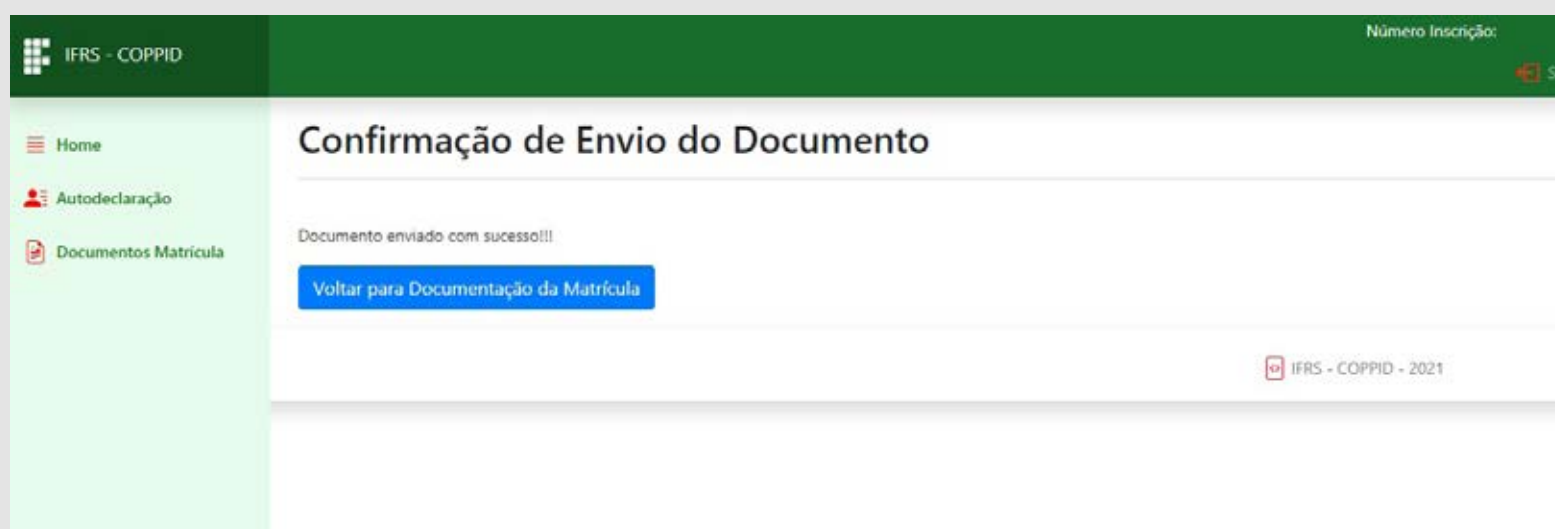 IFRS - COPPID
Número Inscrição:
Home
Autodeclaração
Documentos Matrícula
Confirmação de Envio do Documento
Documento enviado com sucesso!!!
Voltar para Documentação da Matrícula
IFRS - COPPID - 2021